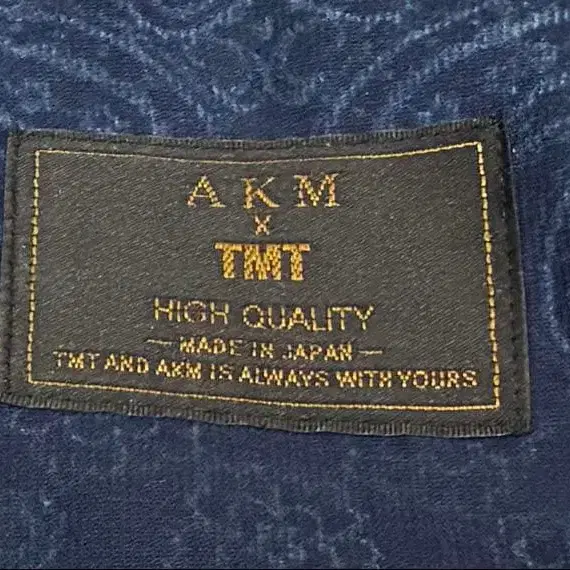 AKM
X
TMT
HIGH QUALITY
— MADE IN JAPAN —
TMT AND AKM IS ALWAYS WITH YOURS